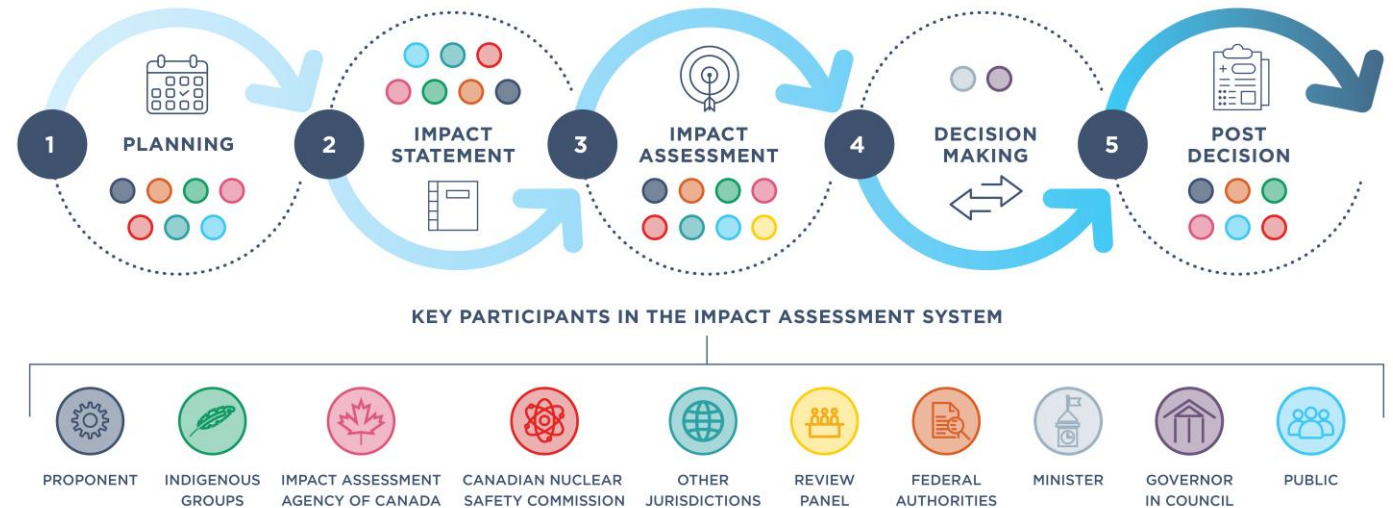 1
PLANNING
2
IMPACT
STATEMENT
3
IMPACT
ASSESSMENT
4
DECISION
MAKING
5
POST
DECISION
KEY PARTICIPANTS IN THE IMPACT ASSESSMENT SYSTEM
PROPONENT
INDIGENOUS
GROUPS
IMPACT ASSESSMENT
AGENCY OF CANADA
CANADIAN NUCLEAR
SAFETY COMMISSION
OTHER
JURISDICTIONS
REVIEW
PANEL
FEDERAL
AUTHORITIES
MINISTER
GOVERNOR
IN COUNCIL
PUBLIC